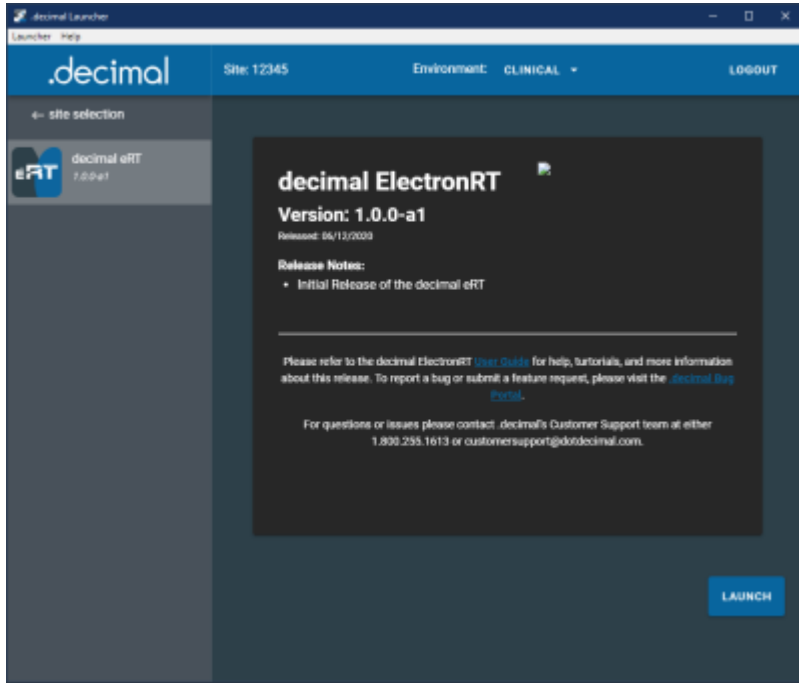 .decimal Launcher
Launcher Help
.decimal
Site: 12345
Environment: CLINICAL
LOGOUT
← site selection
decimal eRT
1.0.0-a1
eRT
decimal ElectronRT
Version: 1.0.0-a1
Released: 06/12/2020
Release Notes:
• Initial Release of the decimal eRT
Please refer to the decimal ElectronRT User Guide for help, turtorials, and more information
about this release. To report a bug or submit a feature request, please visit the .decimal Bug
Portal.
For questions or issues please contact .decimal's Customer Support team at either
1.800.255.1613 or customersupport@dotdecimal.com.
LAUNCH